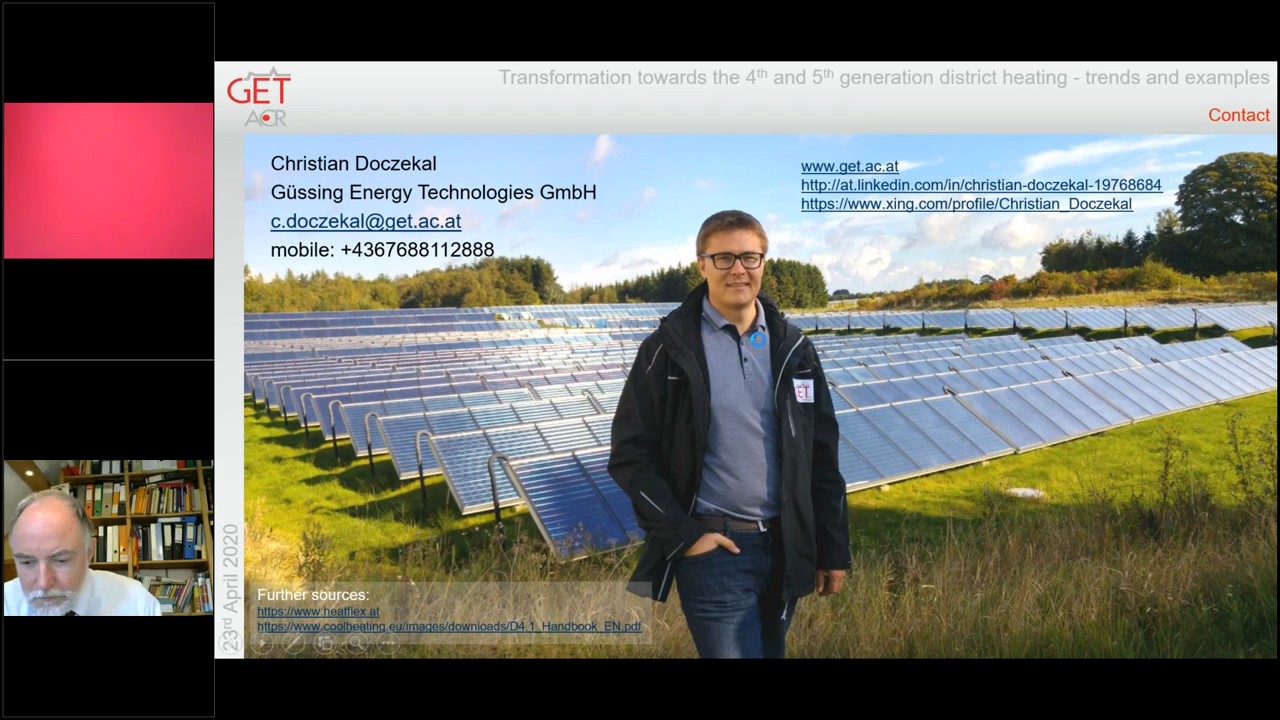 GET
ACR
Transformation towards the 4th and 5th generation district heating - trends and examples
Contact
Christian Doczekal
Güssing Energy Technologies GmbH
c.doczekal@get.ac.at
mobile: +4367688112888
www.get.ac.at
http://at.linkedin.com/in/christian-doczekal-19768684
https://www.xing.com/profile/Christian_Doczekal
ET
Further sources:
https://www.heatflex.at
https://www.coolheating.eu/images/downloads/D4.1_Handbook_EN.pdf
23rd April 2020